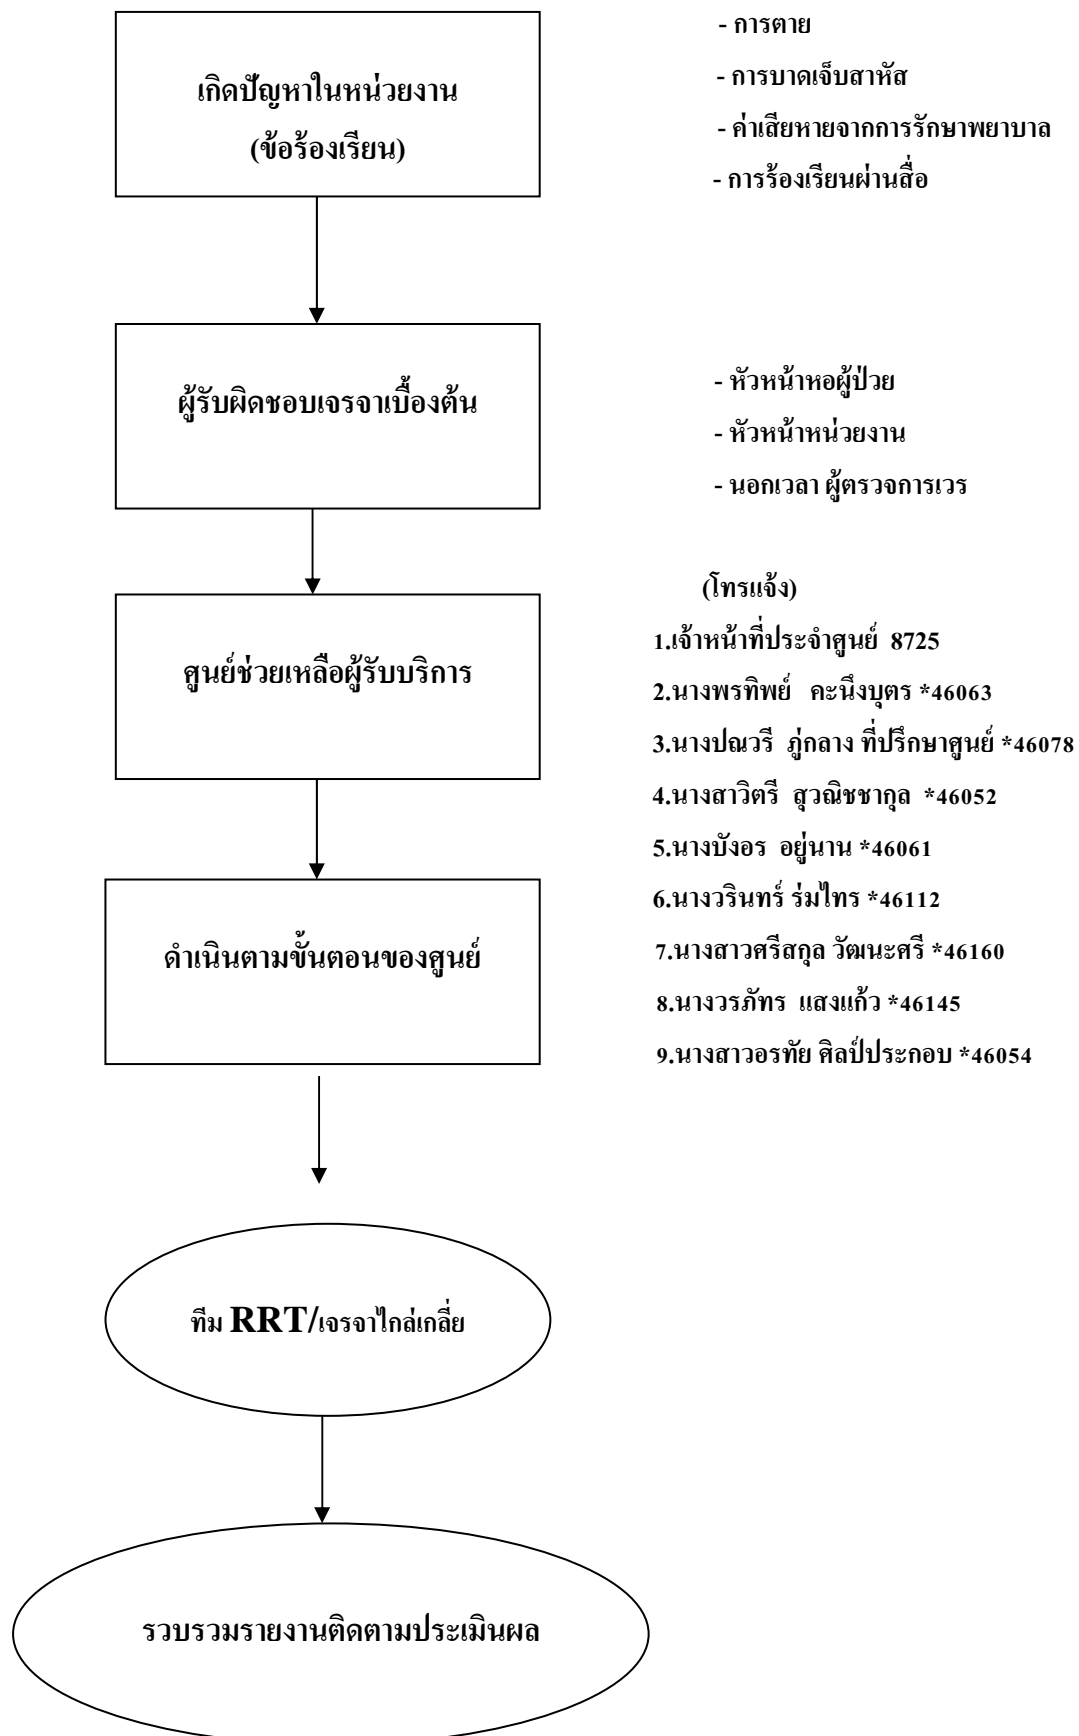 เกิดปัญหาในหน่วยงาน
(ข้อร้องเรียน)
- การตาย
- การบาดเจ็บสาหัส
- ค่าเสียหายจากการรักษาพยาบาล
- การร้องเรียนผ่านสื่อ
ผู้รับผิดชอบเจรจาเบื้องต้น
- หัวหน้าหอผู้ป่วย
- หัวหน้าหน่วยงาน
- นอกเวลา ผู้ตรวจการเวร
ศูนย์ช่วยเหลือผู้รับบริการ
(โทรแจ้ง)
1.เจ้าหน้าที่ประจำศูนย์ 8725
2.นางพรทิพย์ คะนึงบุตร *46063
3.นางปณวรี ภู่กลาง ที่ปรึกษาศูนย์ *46078
4.นางสาวิตรี สุวณิชชากุล *46052
5.นางบังอร อยู่นาน *46061
6.นางวรินทร์ ร่มไทร *46112
7.นางสาวศรีสกุล วัฒนะศรี *46160
8.นางวรภัทร แสงแก้ว *46145
9.นางสาวอรทัย ศิลป์ประกอบ *46054
ดำเนินตามขั้นตอนของศูนย์
ทีม RRT/เจรจาไกล่เกลี่ย
รวบรวมรายงานติดตามประเมินผล